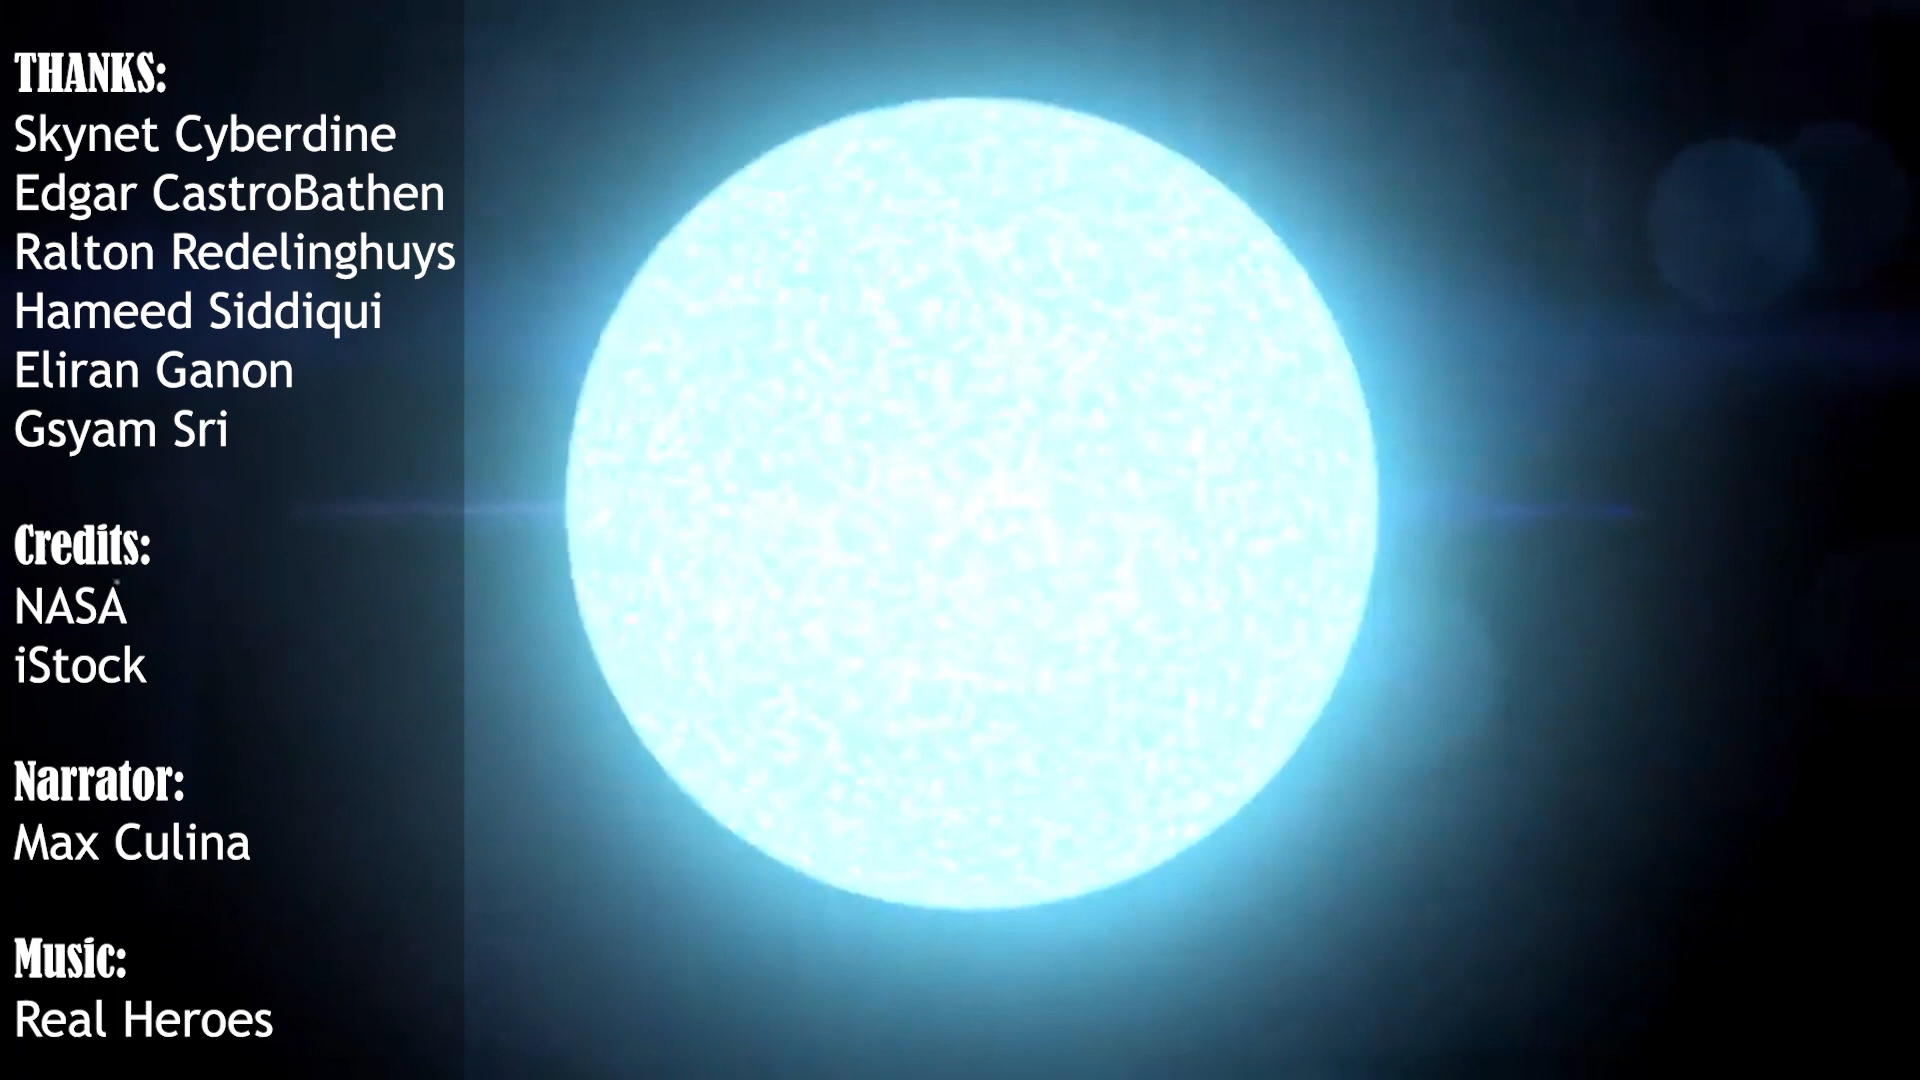 THANKS:
Skynet Cyberdine
Edgar CastroBathen
Ralton Redelinghuys
Hameed Siddiqui
Eliran Ganon
Gsyam Sri
Credits:
NASA
iStock
Narrator:
Max Culina
Music:
Real Heroes